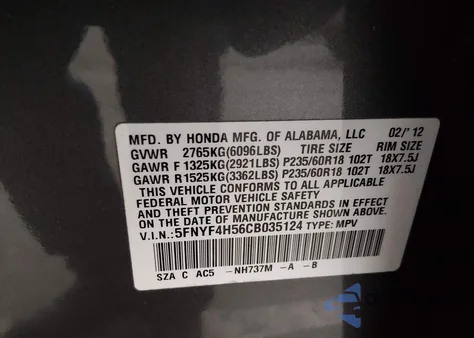 MFD. BY HONDA MFG. OF ALABAMA, LLC 02/'12
GVWR 2765KG(6096LBS) TIRE SIZE RIM SIZE
GAWR F 1325KG(2921LBS) P235/60R18 102T 18X7.5J
GAWR R1525KG(3362LBS) P235/60R18 102T 18X7.5J
THIS VEHICLE CONFORMS TO ALL APPLICABLE
FEDERAL MOTOR VEHICLE SAFETY
AND THEFT PREVENTION STANDARDS IN EFFECT
ON THE DATE OF MANUFACTURE SHOWN ABOVE.
V.I.N.: 5FNYF4H56CB035124 TYPE: MPV
SZA C AC5 -NH737M -A -B